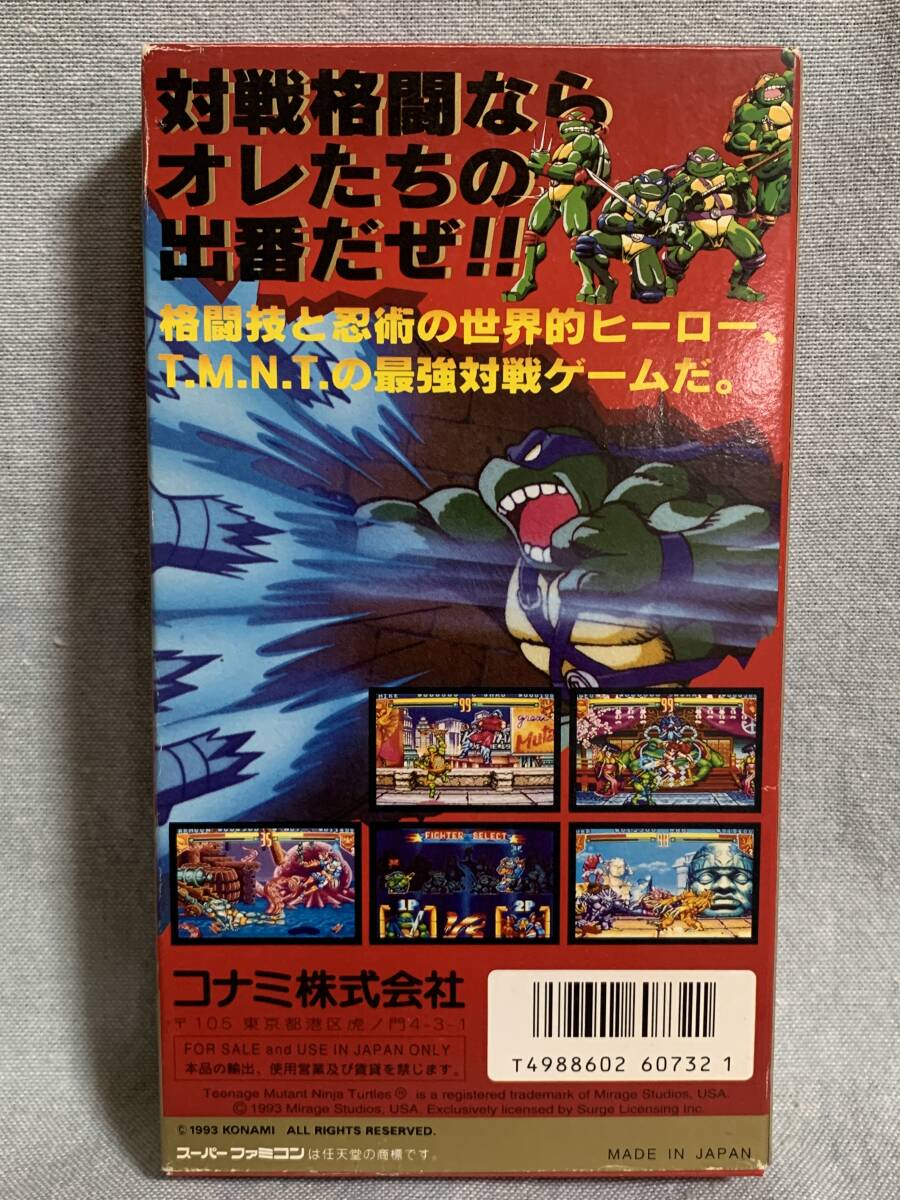 対戦格闘なら
オレたちの
出番だぜ!!
格闘技と忍術の世界的ヒーロー、
T.M.N.T.の最強対戦ゲームだ。
99
great
Mut
99
FIGHTER SELECT
1P
2P
コナミ株式会社
〒105 東京都港区虎ノ門4-3-1
FOR SALE and USE IN JAPAN ONLY
本品の輸出、使用営業及び賃貸を禁じます。
T4988602 60732 1
Teenage Mutant Ninja Turtles ® is a registered trademark of Mirage Studios, USA.
© 1993 Mirage Studios, USA. Exclusively licensed by Surge Licensing Inc.
© 1993 KONAMI ALL RIGHTS RESERVED.
スーパーファミコンは任天堂の商標です。
MADE IN JAPAN